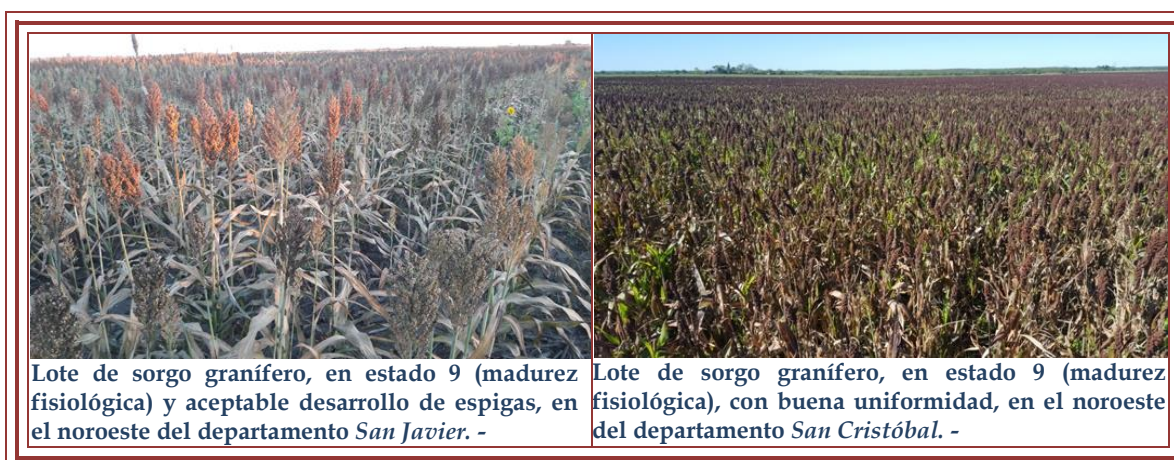 Lote de sorgo granífero, en estado 9 (madurez
fisiológica) y aceptable desarrollo de espigas, en
el noroeste del departamento San Javier. -
Lote de sorgo granífero, en estado 9 (madurez
fisiológica), con buena uniformidad, en el noroeste
del departamento San Cristóbal. -